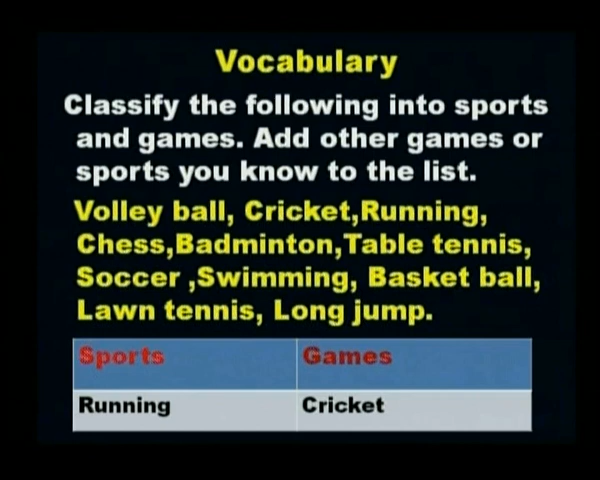 Vocabulary
Classify the following into sports
and games. Add other games or
sports you know to the list.
Volley ball, Cricket,Running,
Chess,Badminton,Table tennis,
Soccer ,Swimming, Basket ball,
Lawn tennis, Long jump.
Sports Games
Running Cricket